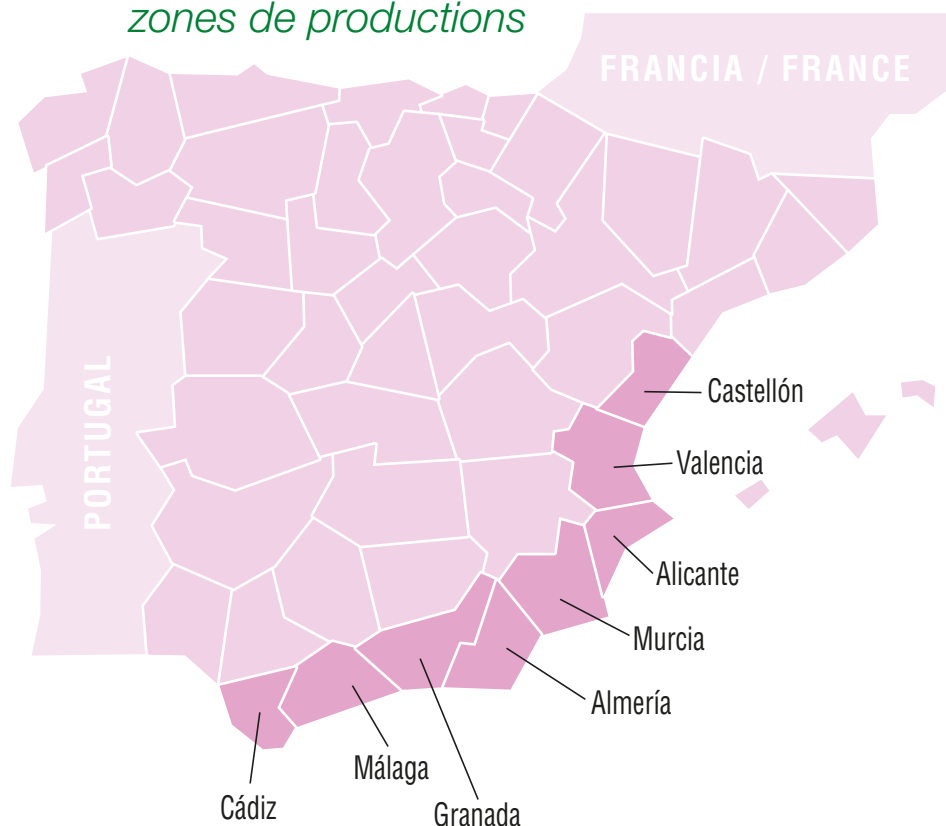 zones de productions
FRANCIA / FRANCE
PORTUGAL
Castellón
Valencia
Alicante
Murcia
Almería
Málaga
Cádiz
Granada